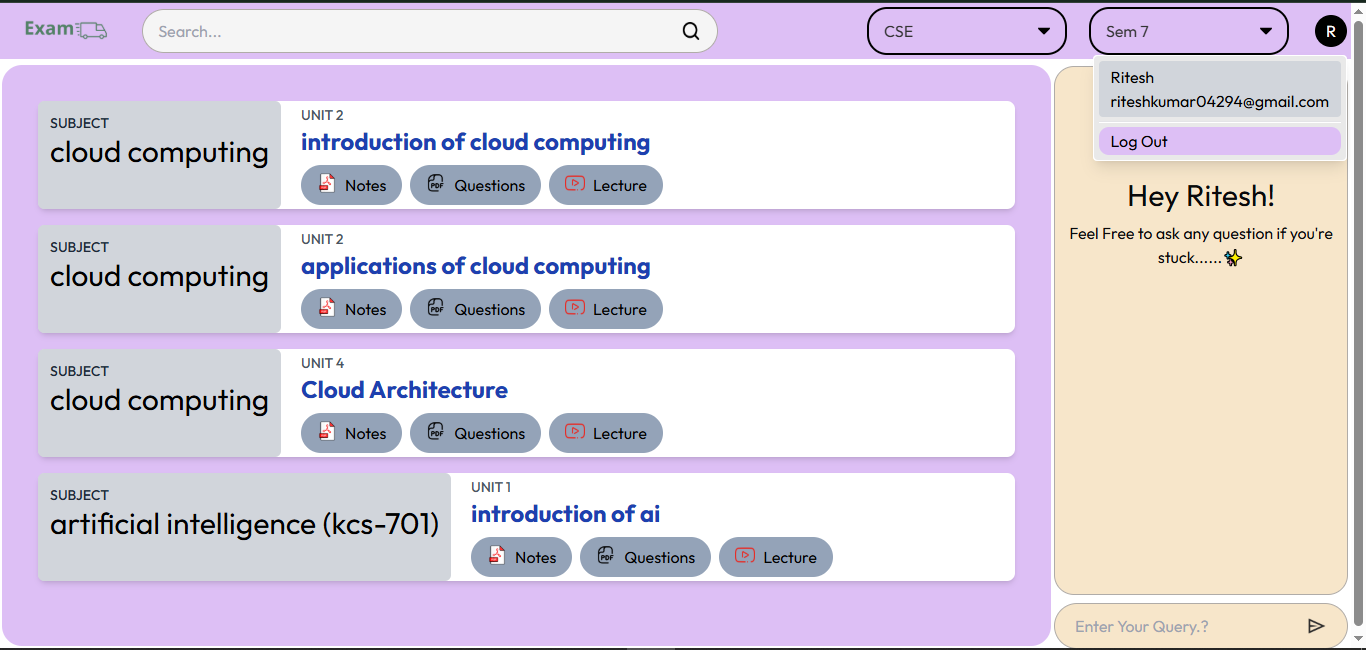 Exam
Search...
CSE
Sem 7
R
Ritesh
riteshkumar04294@gmail.com
Log Out
SUBJECT
cloud computing
UNIT 2
introduction of cloud computing
Notes
Questions
Lecture
SUBJECT
cloud computing
UNIT 2
applications of cloud computing
Notes
Questions
Lecture
SUBJECT
cloud computing
UNIT 4
Cloud Architecture
Notes
Questions
Lecture
SUBJECT
artificial intelligence (kcs-701)
UNIT 1
introduction of ai
Notes
Questions
Lecture
Hey Ritesh!
Feel Free to ask any question if you're
stuck......✨
Enter Your Query.?